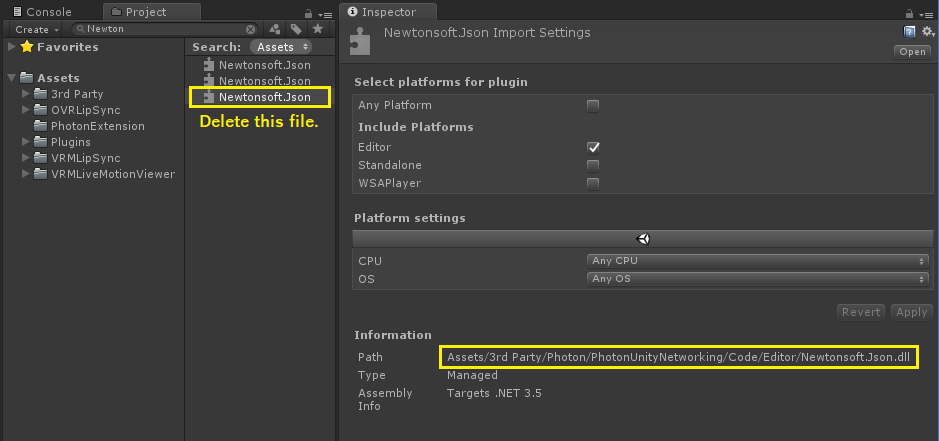 Console
Project
Create
Newton
Favorites
Assets
3rd Party
OVRLipSync
PhotonExtension
Plugins
VRMLipSync
VRMLiveMotionViewer
Search: Assets
Newtonsoft.Json
Newtonsoft.Json
Newtonsoft.Json
Delete this file.
Inspector
Newtonsoft.Json Import Settings
Open
Select platforms for plugin
Any Platform
Include Platforms
Editor
Standalone
WSAPlayer
Platform settings
CPU Any CPU
OS Any OS
Revert Apply
Information
Path Assets/3rd Party/Photon/PhotonUnityNetworking/Code/Editor/Newtonsoft.Json.dll
Type Managed
Assembly Targets .NET 3.5
Info